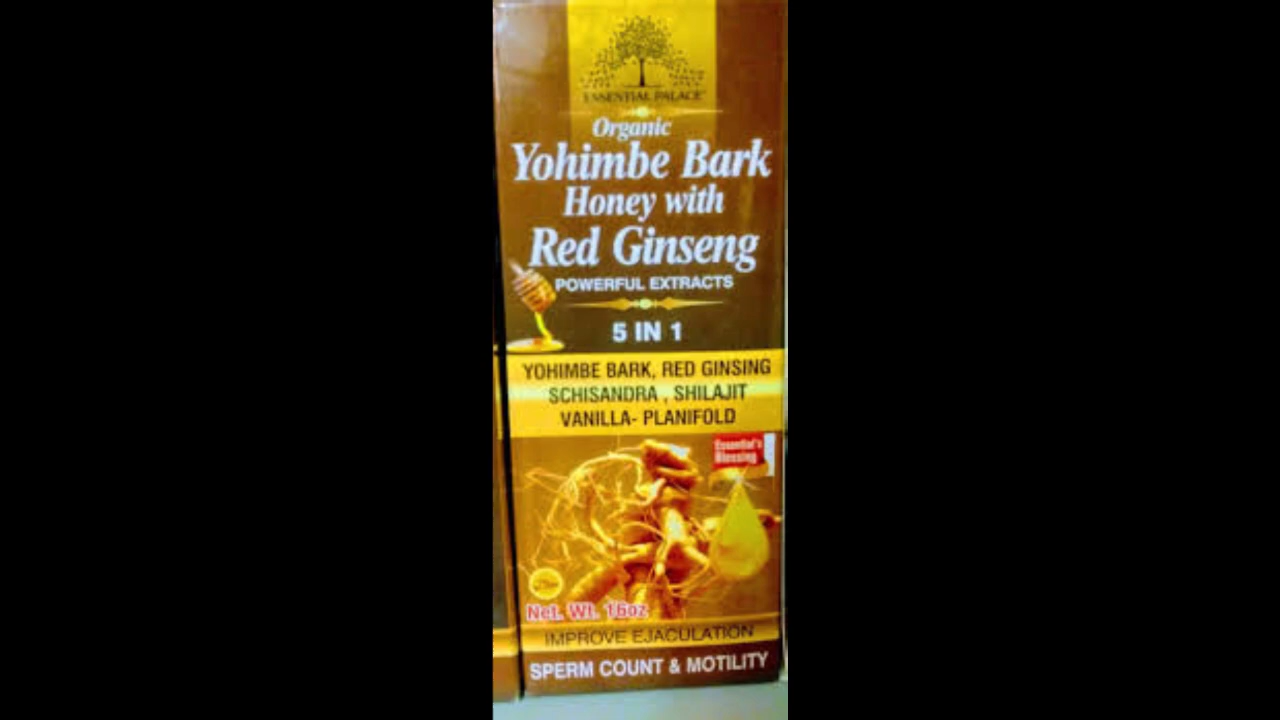 ESSENTIAL PALACE
Organic
Yohimbe Bark
Honey with
Red Ginseng
POWERFUL EXTRACTS
5 IN 1
YOHIMBE BARK, RED GINSING
SCHISANDRA , SHILAJIT
VANILLA- PLANIFOLD
Essential's
Blessing
Net. Wt. 16oz
IMPROVE EJACULATION
SPERM COUNT & MOTILITY